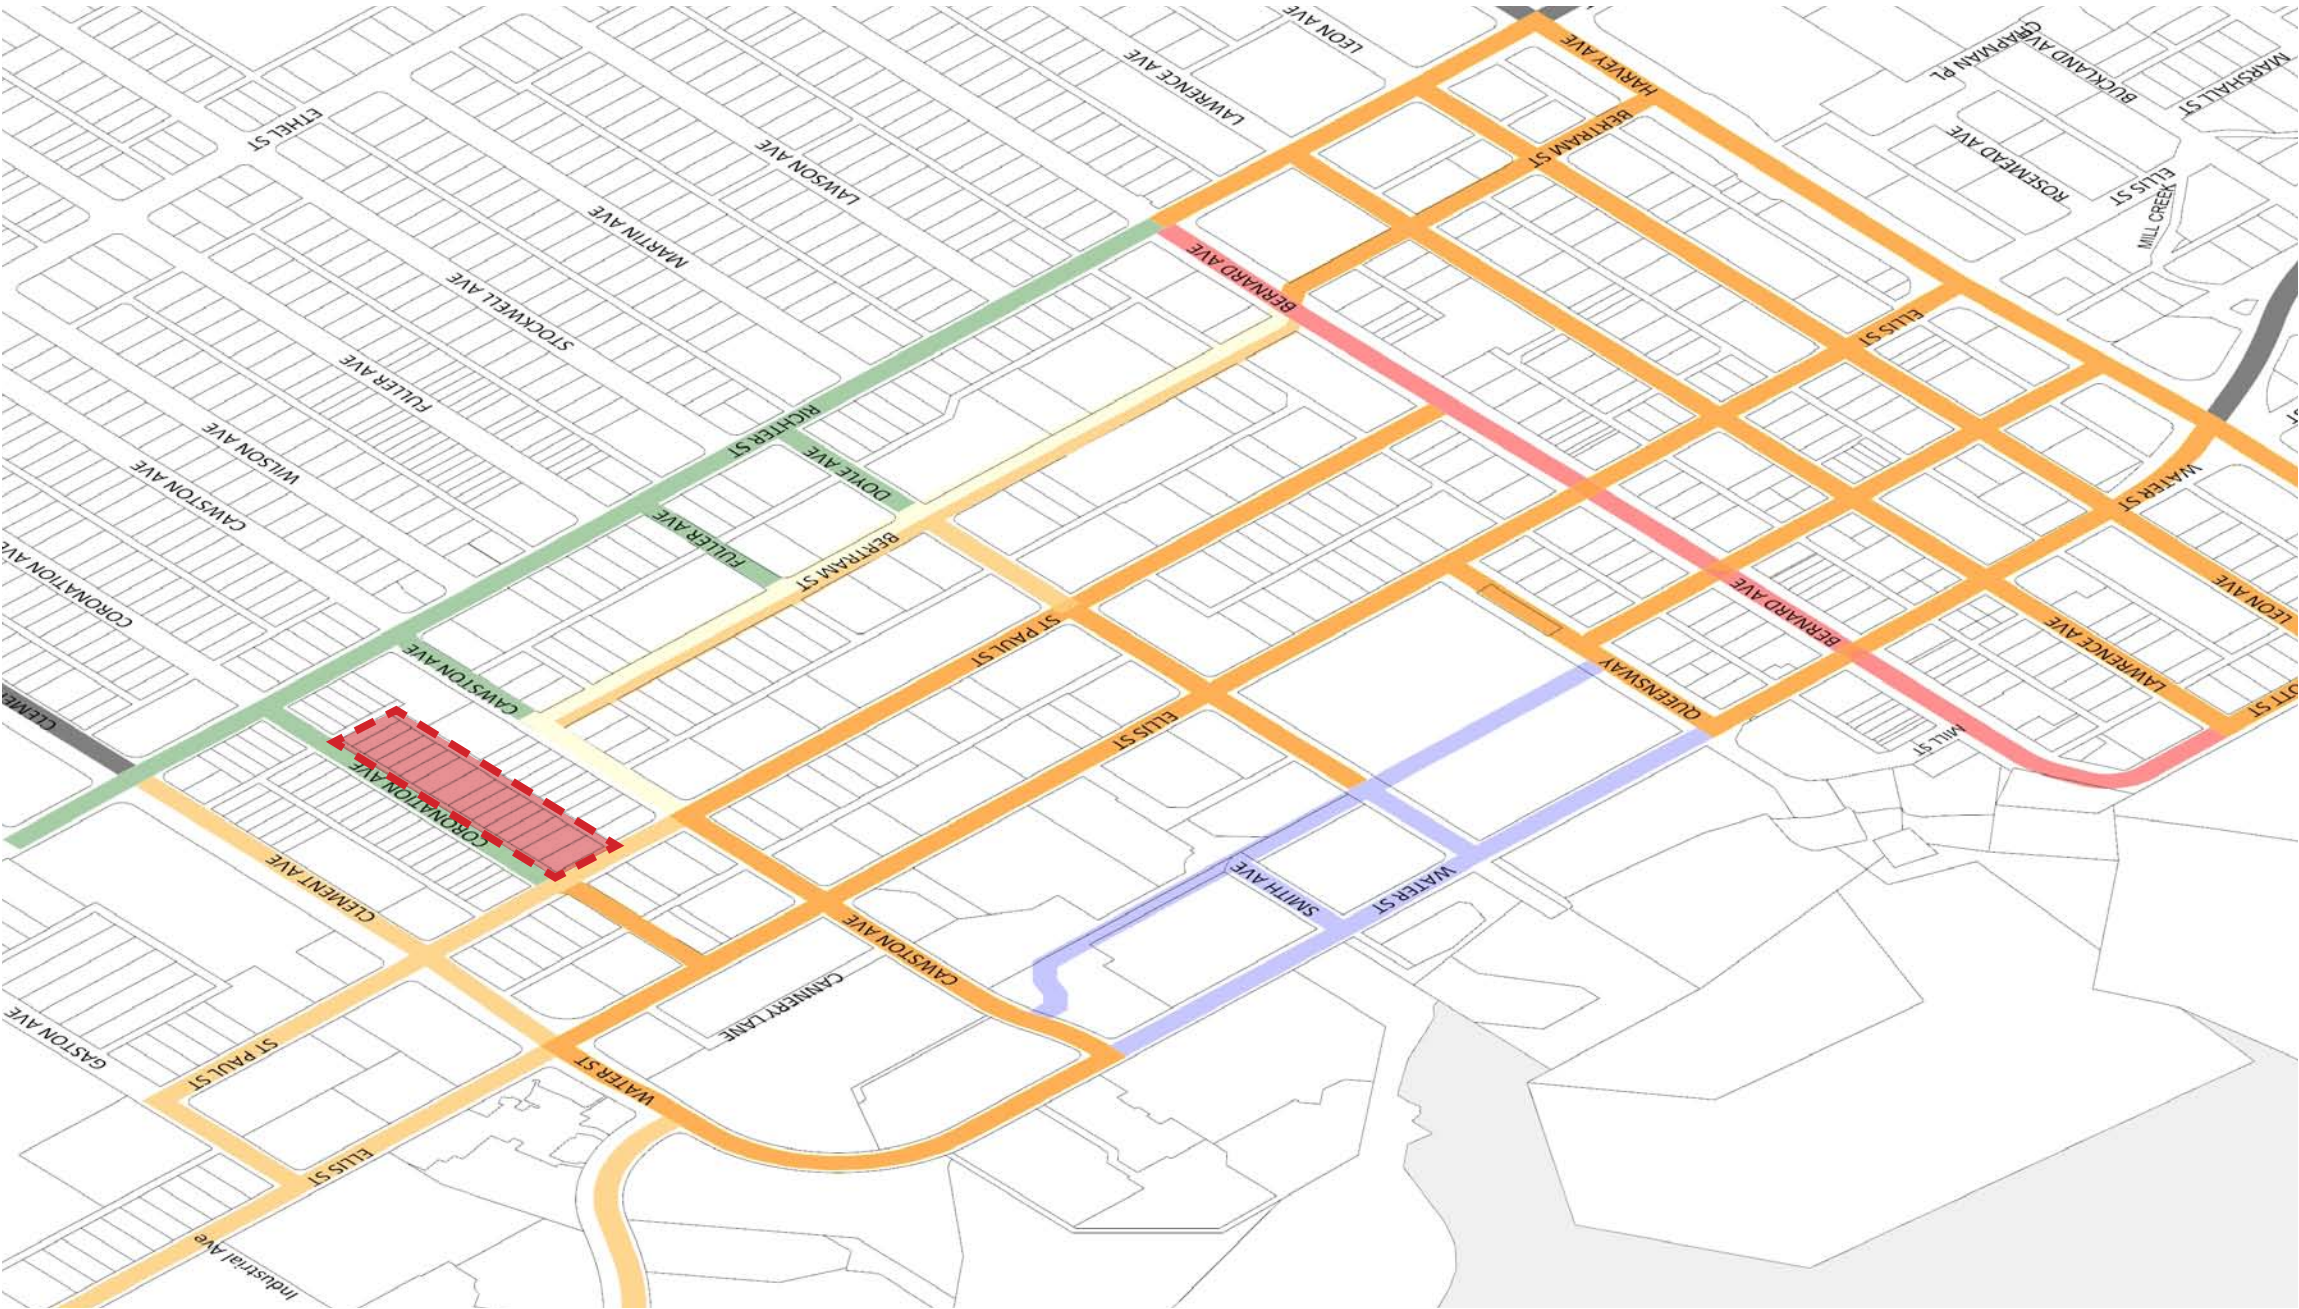 LEON AVE
LAWRENCE AVE
HARVEY AVE
CHAPMAN PL
BUCKLAND AVE
MARSHALL ST
ETHEL ST
LAWSON AVE
BERTRAM ST
ROSEMEAD AVE
ELLIS ST
MILL CREEK
MARTIN AVE
BERNARD AVE
STOCKWELL AVE
ELLIS ST
FULLER AVE
RICHTER ST
ST
WILSON AVE
CAWSTON AVE
DOYLE AVE
WATER ST
FULLER AVE
BERTRAM ST
CORONATION AVE
LEON AVE
BERNARD AVE
LAWRENCE AVE
ST PAUL ST
CAWSTON AVE
QUEENSWAY
OTT ST
CLEME
ELLIS ST
MILL ST
CORONATION AVE
CLEMENT AVE
SMITH AVE
WATER ST
CAWSTON AVE
CANNERY LANE
GASTON AVE
ST PAUL ST
WATER ST
ELLIS ST
Industrial Ave